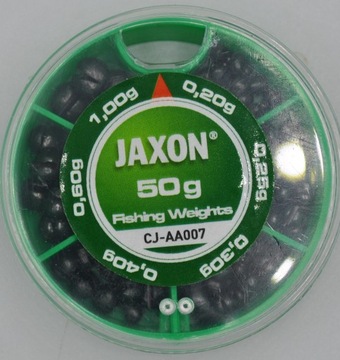 JAXON®
50g
Fishing Weights
CJ-AA007
0,20g
0,25g
0,30g
0,40g
0,60g
1,00g